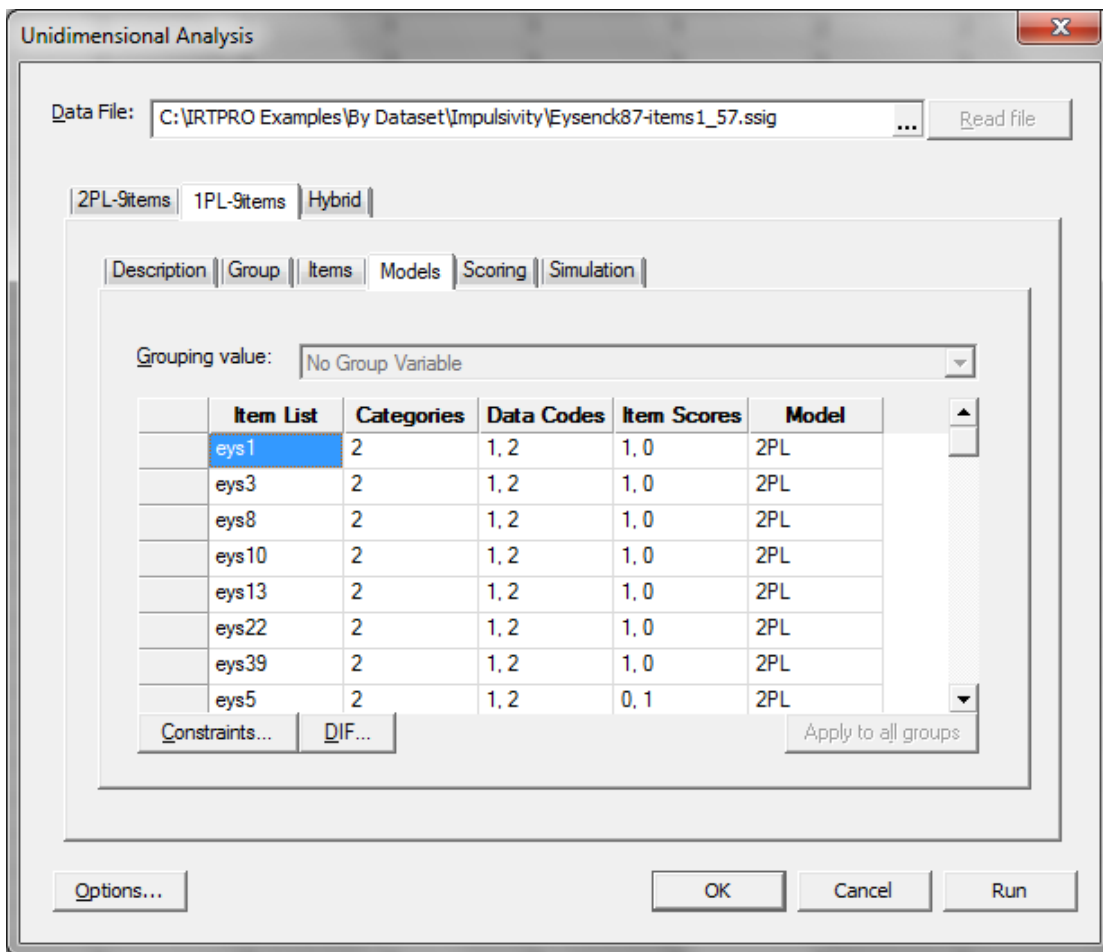 Unidimensional Analysis
Data File: C:\IRTPRO Examples\By Dataset\Impulsivity\Eysenck87-items1_57.ssig ... Read file
2PL-9items 1PL-9items Hybrid
Description Group Items Models Scoring Simulation
Grouping value: No Group Variable
Item List Categories Data Codes Item Scores Model
eys1 2 1, 2 1, 0 2PL
eys3 2 1, 2 1, 0 2PL
eys8 2 1, 2 1, 0 2PL
eys10 2 1, 2 1, 0 2PL
eys13 2 1, 2 1, 0 2PL
eys22 2 1, 2 1, 0 2PL
eys39 2 1, 2 1, 0 2PL
eys5 2 1, 2 0, 1 2PL
Constraints... DIF... Apply to all groups
Options... OK Cancel Run